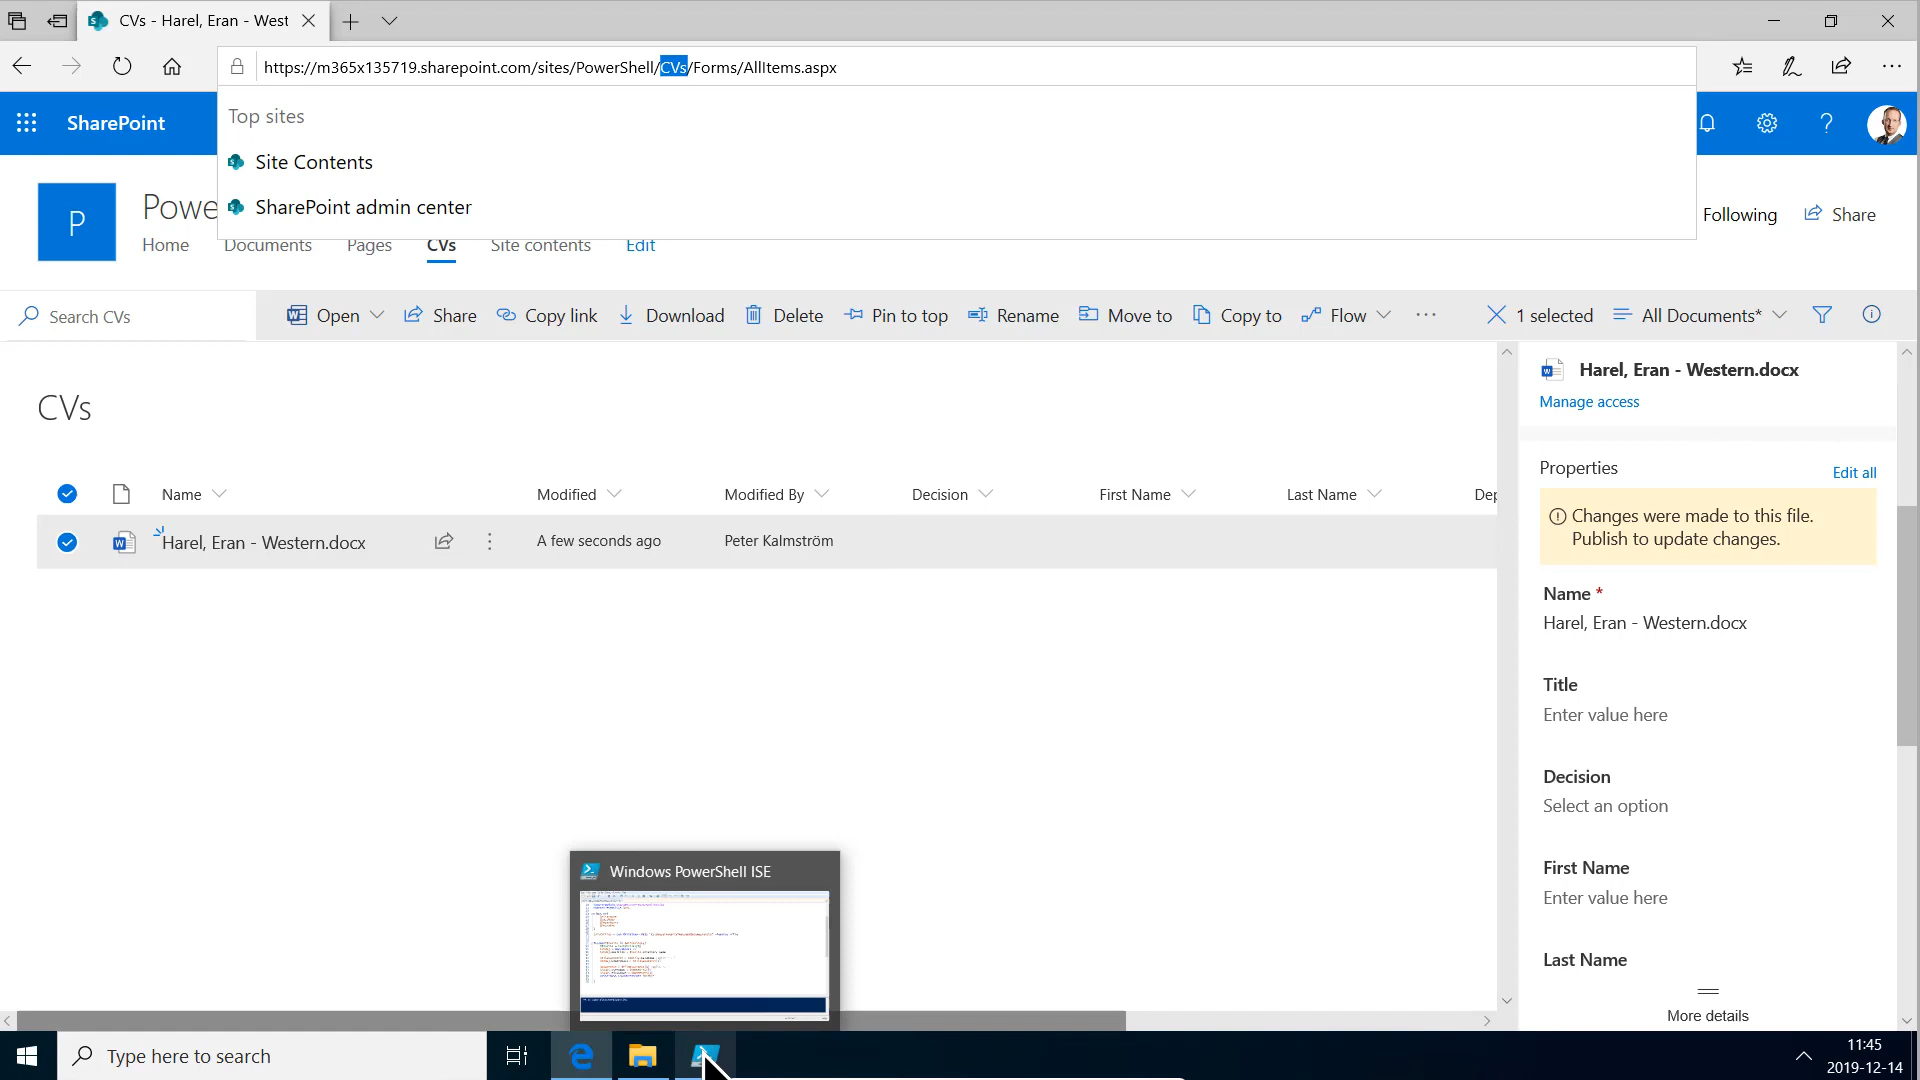 CVs - Harel, Eran - West
https://m365x135719.sharepoint.com/sites/PowerShell/CVs/Forms/AllItems.aspx
Top sites
Site Contents
SharePoint admin center
SharePoint
P
Powe
Following
Share
Home
Documents
Pages
CVs
Site contents
Edit
Search CVs
Open
Share
Copy link
Download
Delete
Pin to top
Rename
Move to
Copy to
Flow
1 selected
All Documents*
CVs
Name
Modified
Modified By
Decision
First Name
Last Name
Dep
Harel, Eran - Western.docx
A few seconds ago
Peter Kalmström
Harel, Eran - Western.docx
Manage access
Properties
Edit all
Changes were made to this file.
Publish to update changes.
Name *
Harel, Eran - Western.docx
Title
Enter value here
Decision
Select an option
First Name
Enter value here
Last Name
More details
Windows PowerShell ISE
Type here to search
11:45
2019-12-14